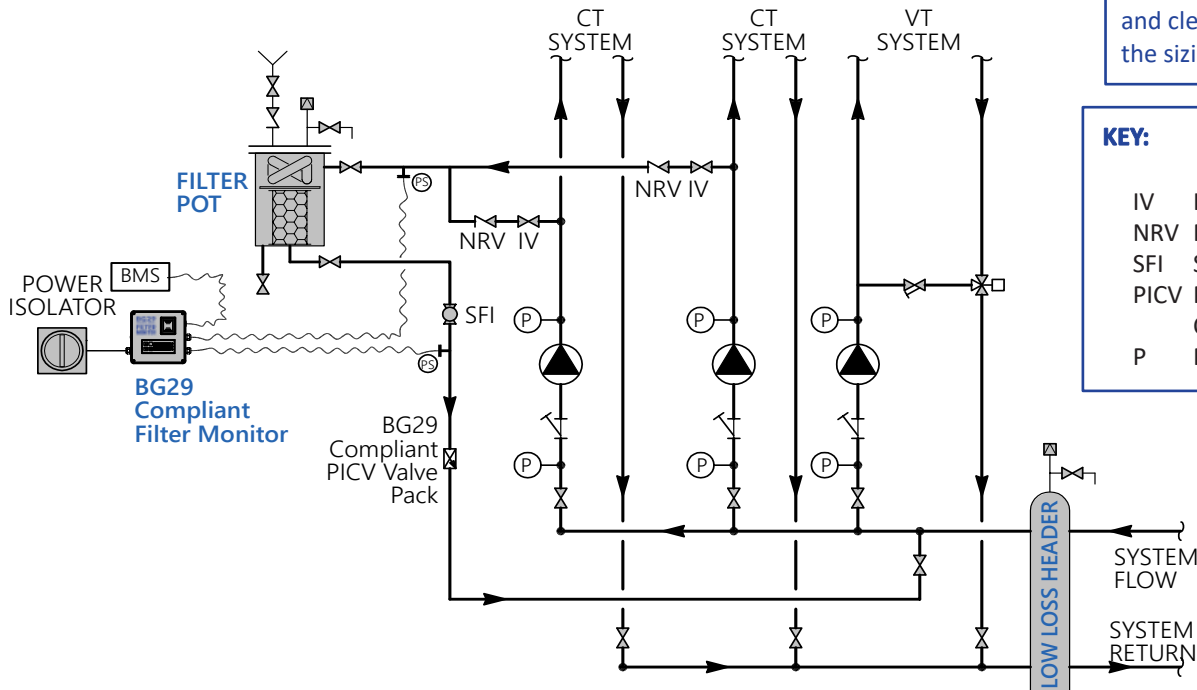 CT
SYSTEM
CT
SYSTEM
VT
SYSTEM
and cle
the sizi
KEY:
IV
NRV
SFI S
PICV
P
FILTER
POT
PS
NRV IV
NRV IV
POWER
ISOLATOR
BMS
BG29
FILTER
SFI
PS
BG29
Compliant
Filter Monitor
BG29
Compliant
PICV Valve
Pack
P
P
P
P
P
P
LOW LOSS HEADER
SYSTEM
FLOW
SYSTEM
RETURN